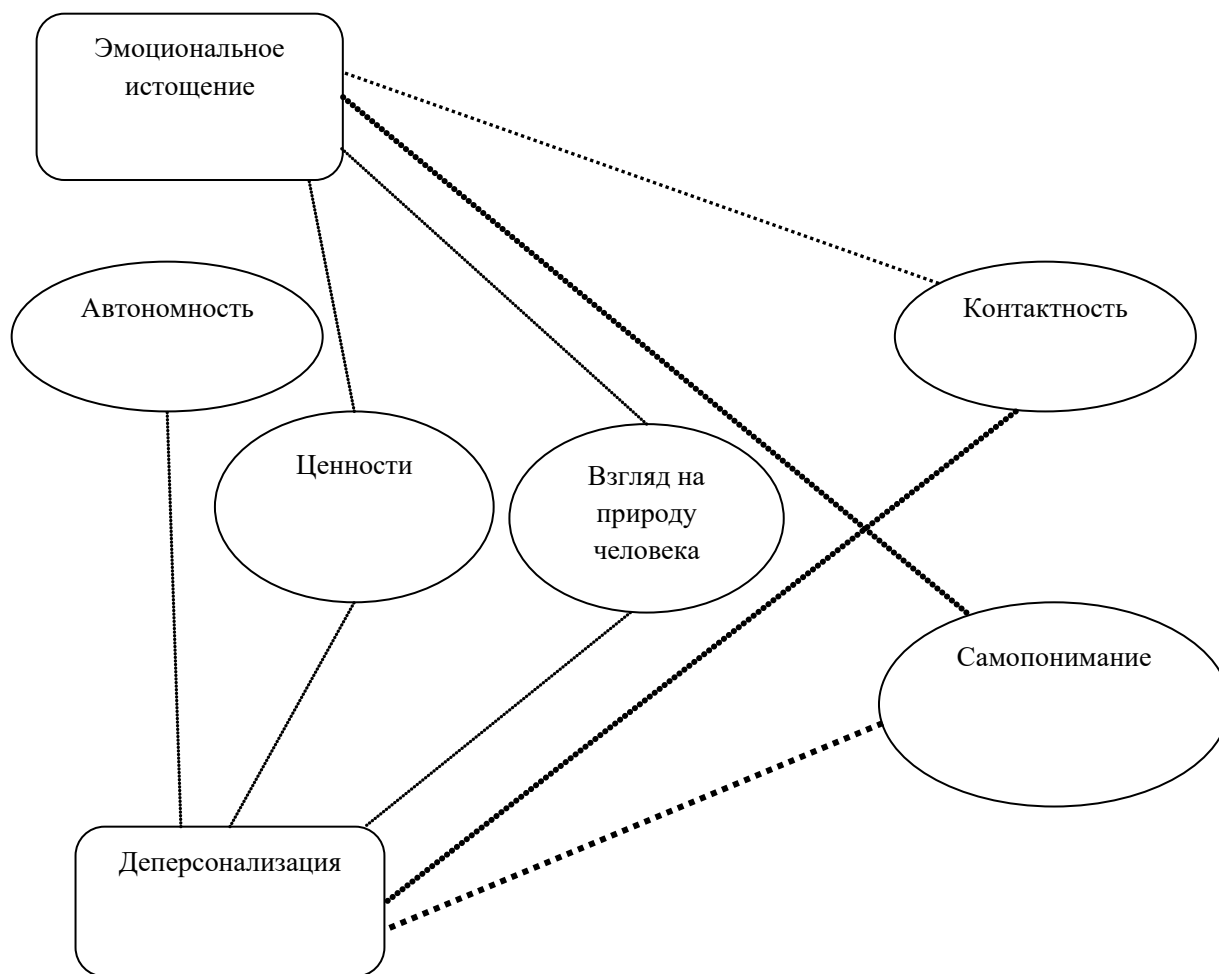 Эмоциональное
истощение
Автономность
Контактность
Ценности
Взгляд на
природу
человека
Самопонимание
Деперсонализация